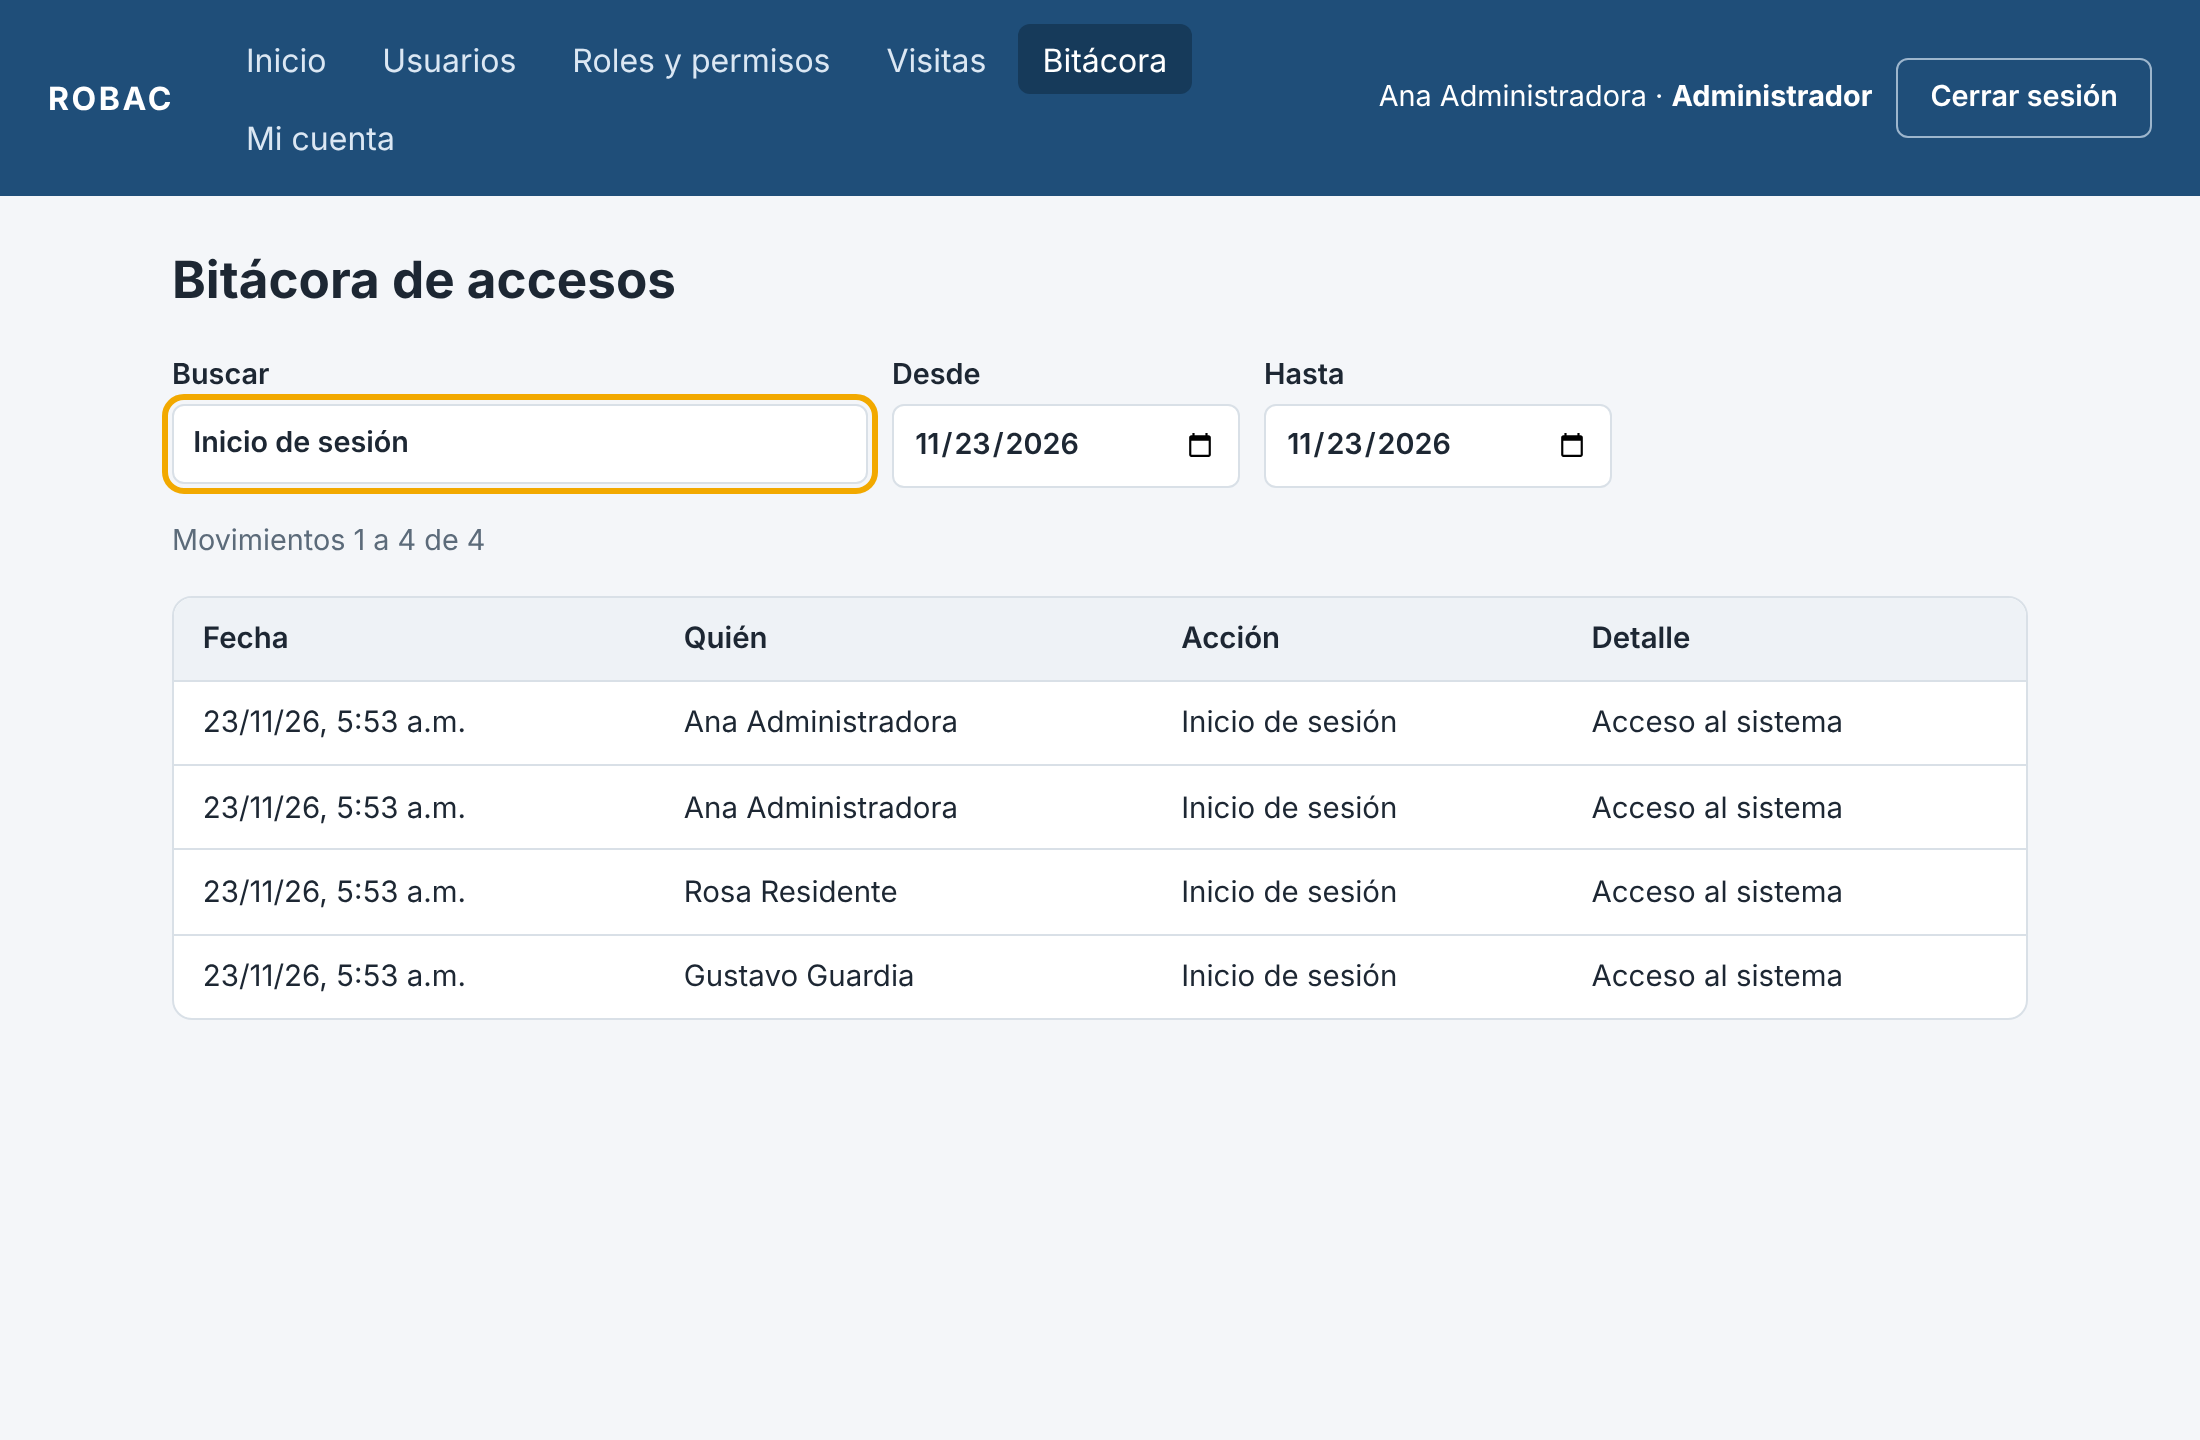 ROBAC
Inicio Usuarios Roles y permisos Visitas Bitácora
Mi cuenta
Ana Administradora · Administrador
Cerrar sesión
Bitácora de accesos
Buscar Desde Hasta
Inicio de sesión 11/23/2026 11/23/2026
Movimientos 1 a 4 de 4
Fecha Quién Acción Detalle
23/11/26, 5:53 a.m. Ana Administradora Inicio de sesión Acceso al sistema
23/11/26, 5:53 a.m. Ana Administradora Inicio de sesión Acceso al sistema
23/11/26, 5:53 a.m. Rosa Residente Inicio de sesión Acceso al sistema
23/11/26, 5:53 a.m. Gustavo Guardia Inicio de sesión Acceso al sistema